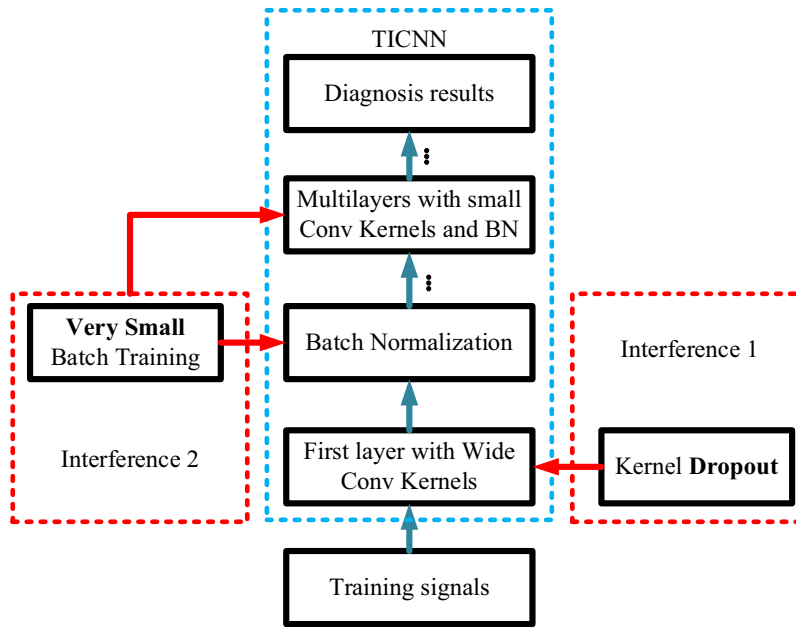 TICNN
Diagnosis results
Multilayers with small
Conv Kernels and BN
Very Small
Batch Training
Batch Normalization
Interference 1
Interference 2
First layer with Wide
Conv Kernels
Kernel Dropout
Training signals